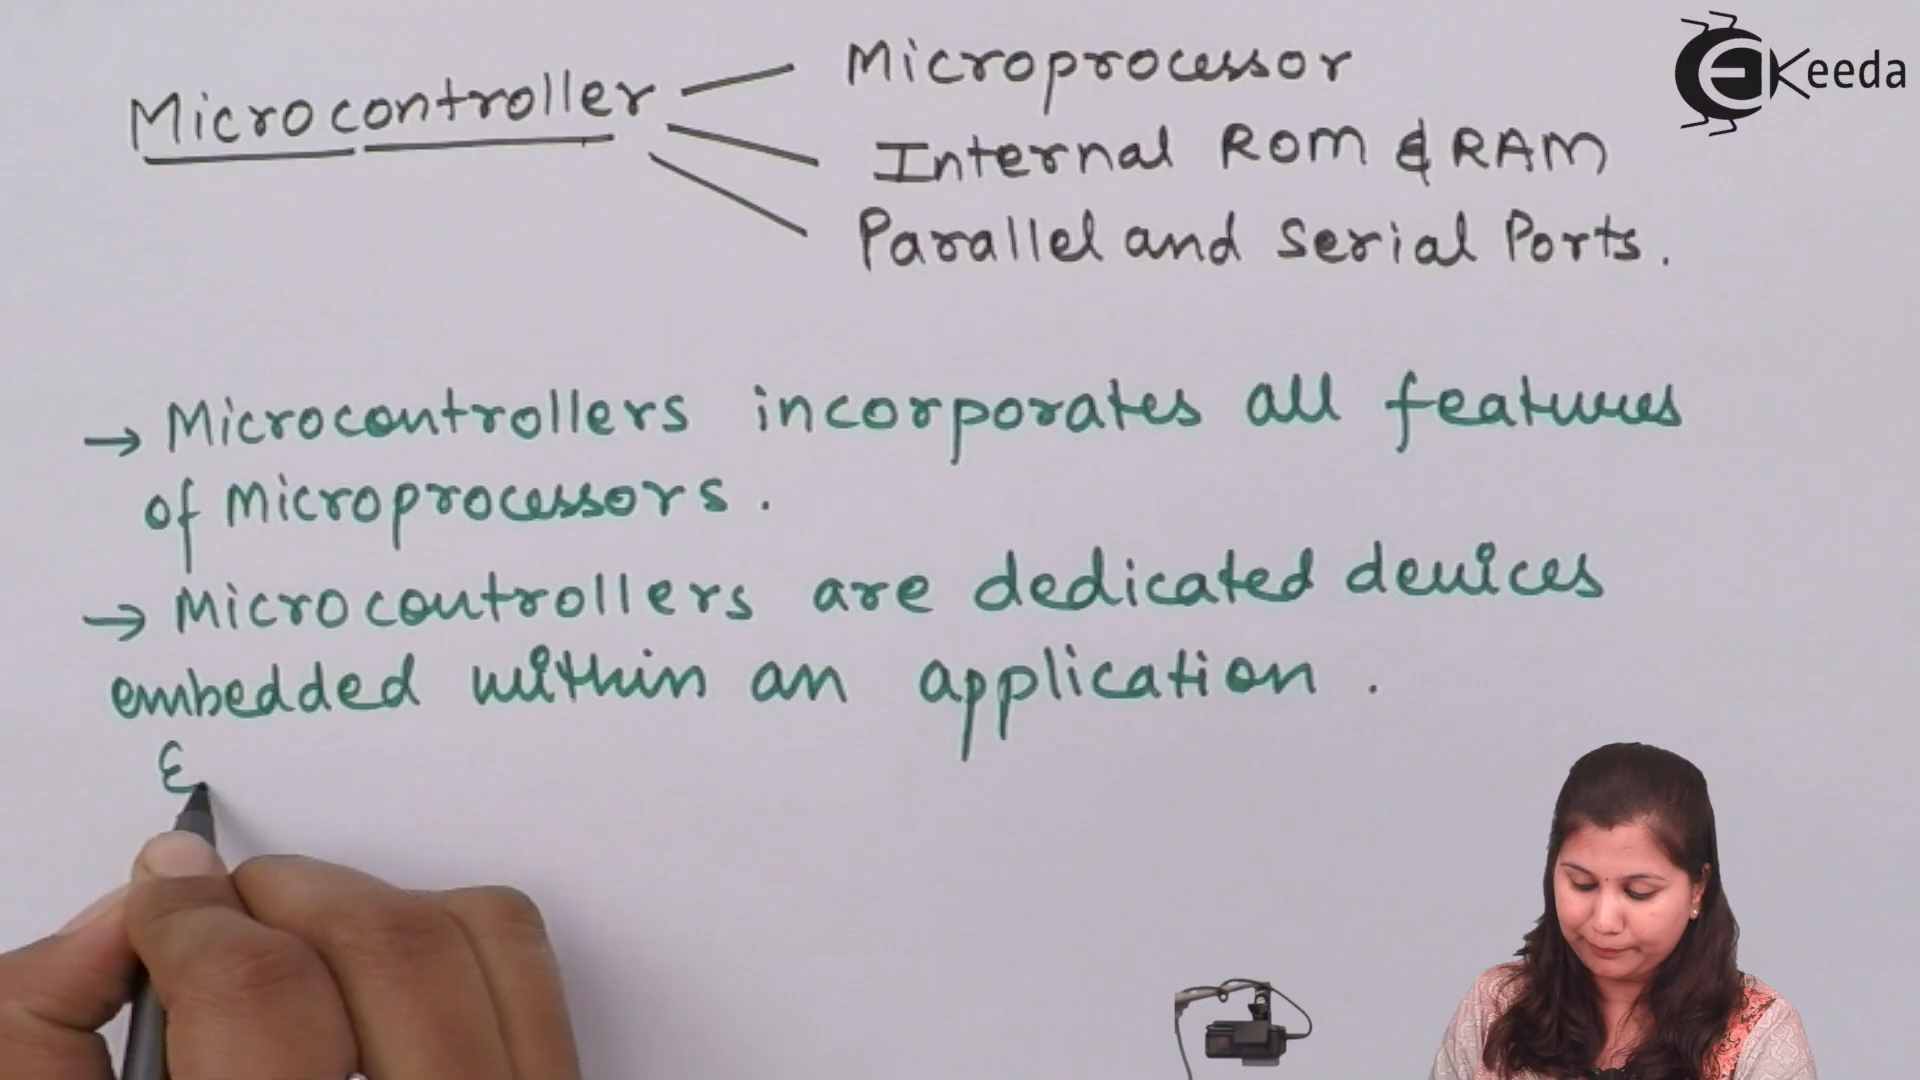 Microcontroller
Microprocessor
Internal ROM & RAM
Parallel and Serial Ports.
Ekeeda
→ Microcontrollers incorporates all features
of Microprocessors.
→ Microcontrollers are dedicated devices
embedded within an application.
E